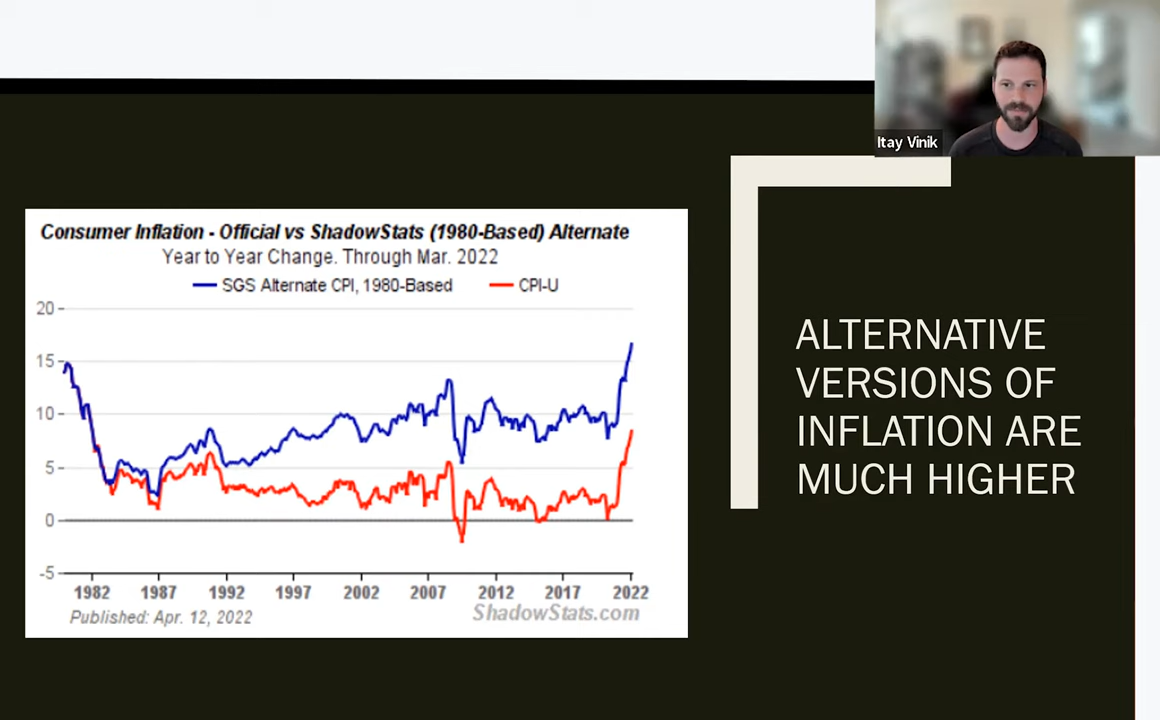 Itay Vinik
Consumer Inflation - Official vs ShadowStats (1980-Based) Alternate
Year to Year Change. Through Mar. 2022
SGS Alternate CPI, 1980-Based CPI-U
20
15
10
5
0
-5
1982 1987 1992 1997 2002 2007 2012 2017 2022
Published: Apr. 12, 2022
ShadowStats.com
ALTERNATIVE
VERSIONS OF
INFLATION ARE
MUCH HIGHER